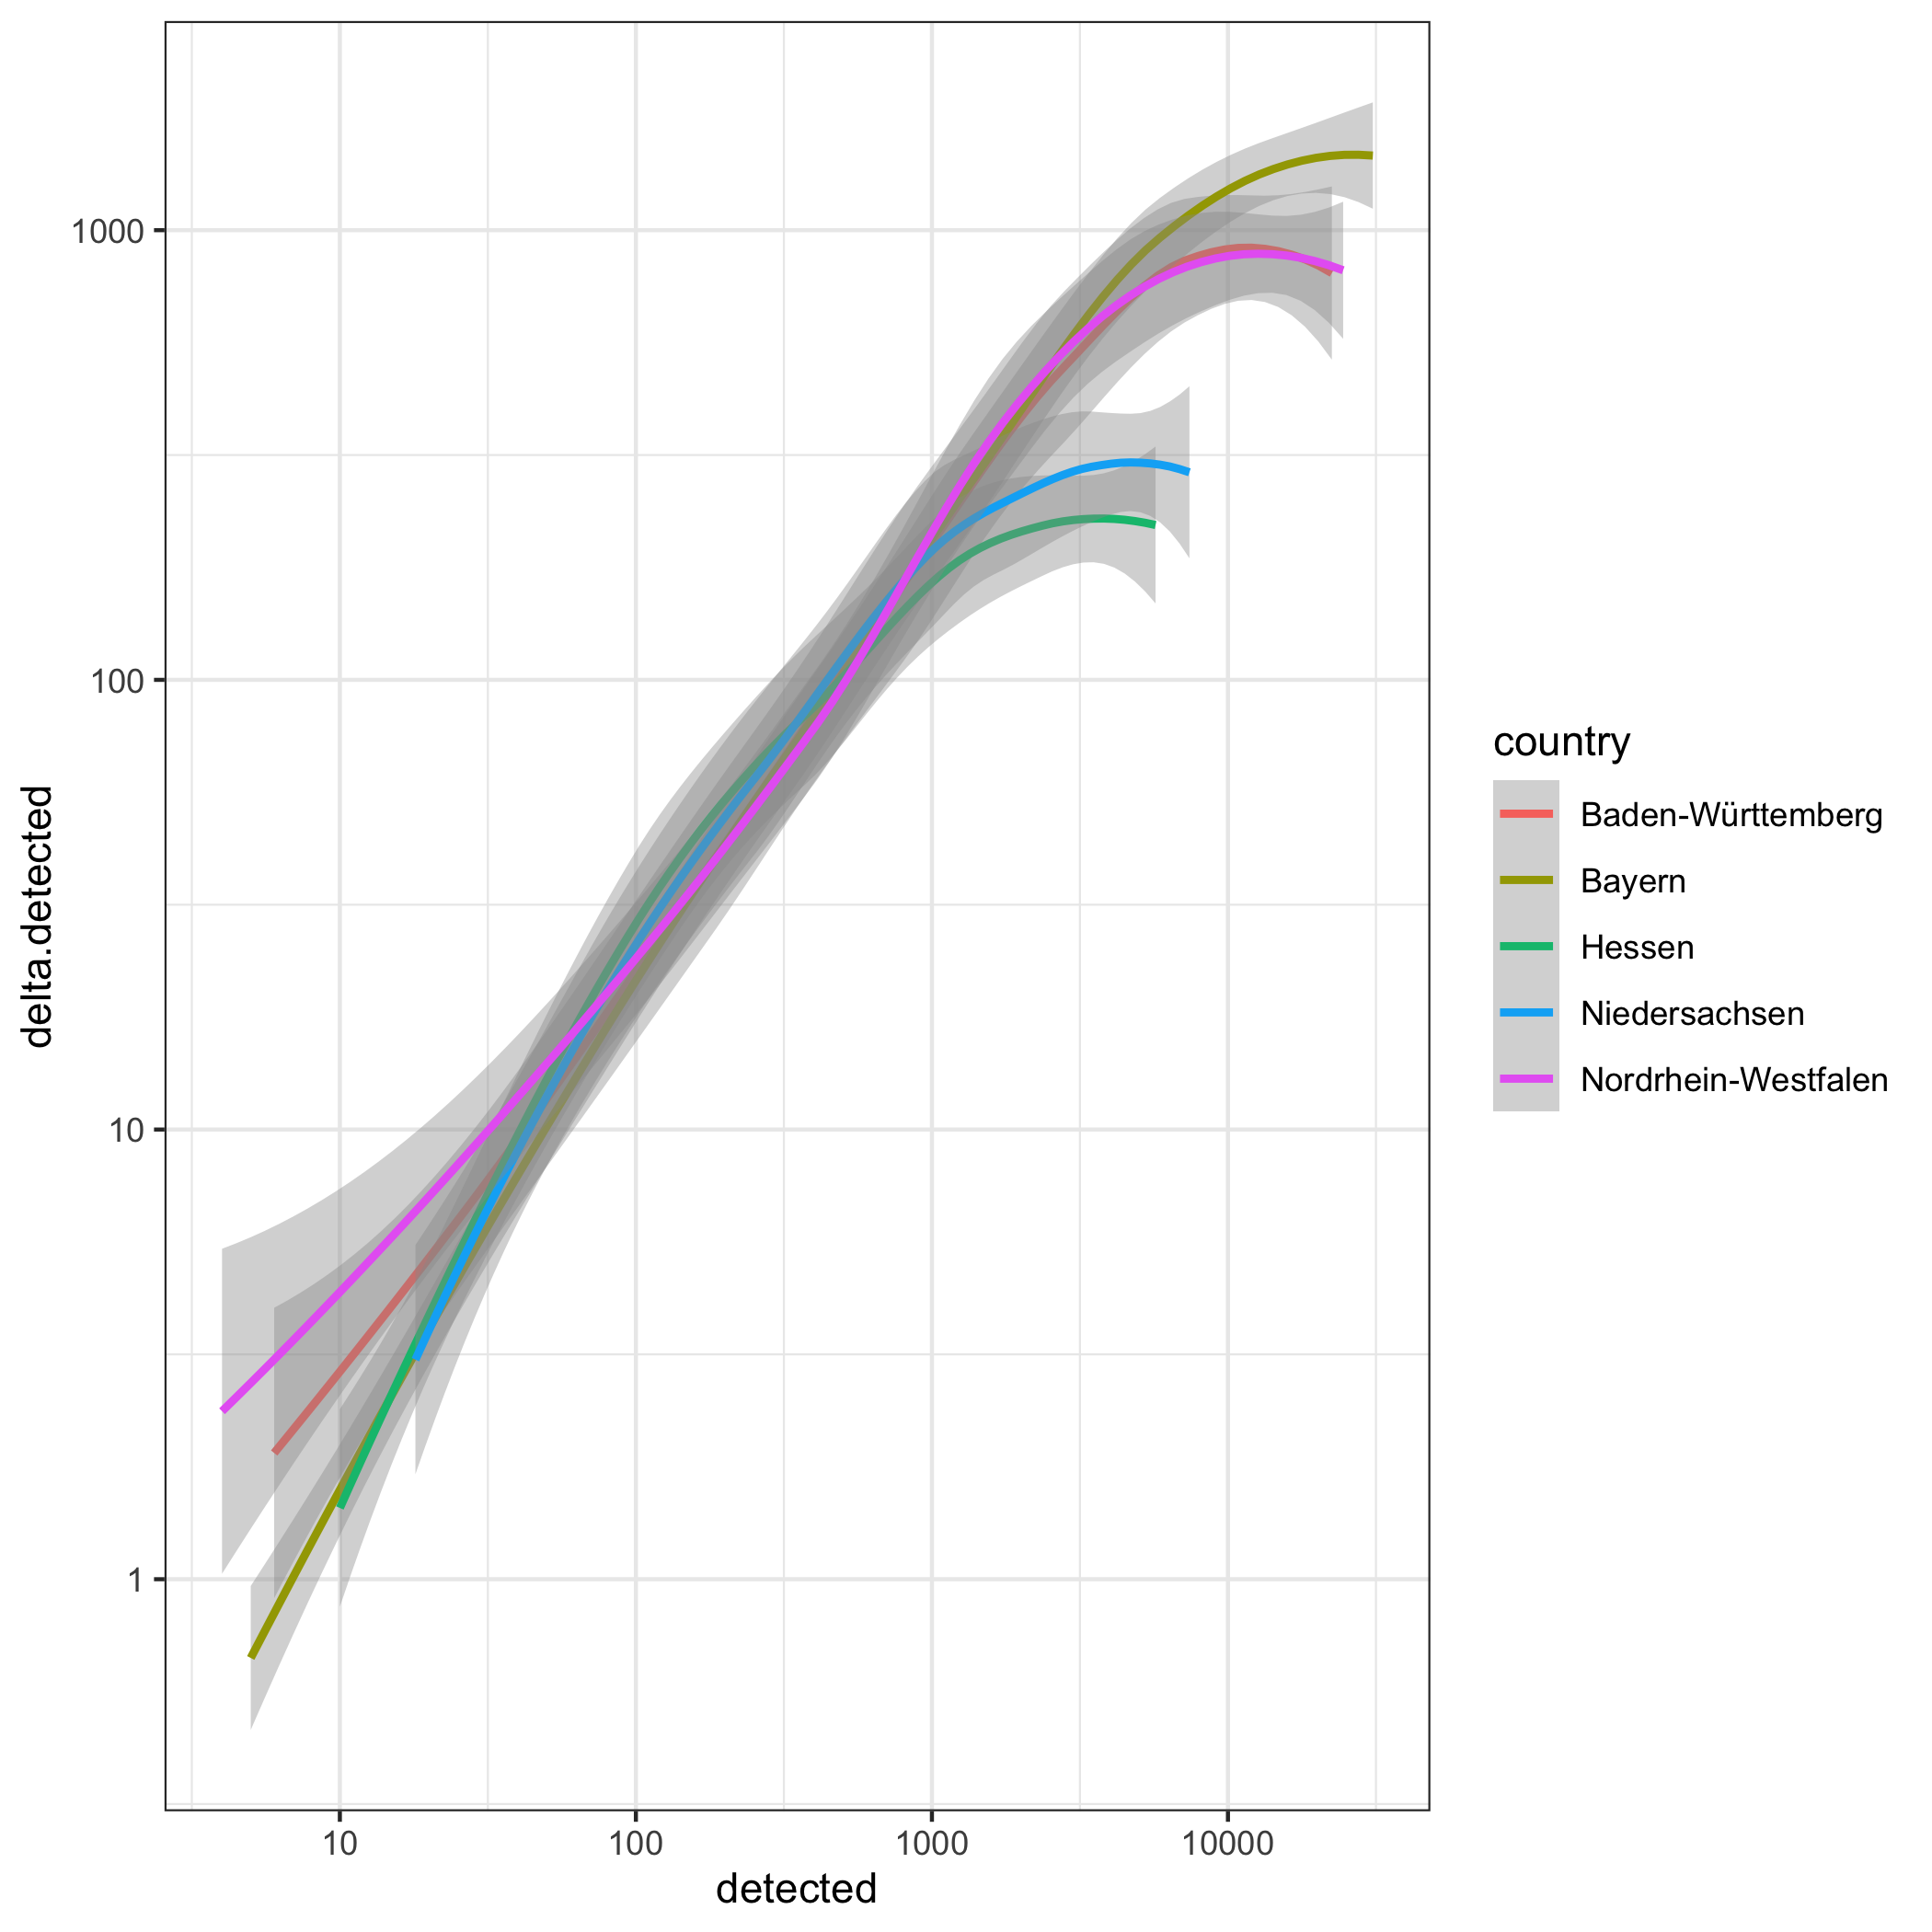 1000
100
10
1
delta.detected
10
100
1000
10000
detected
country
Baden-Württemberg
Bayern
Hessen
Niedersachsen
Nordrhein-Westfalen